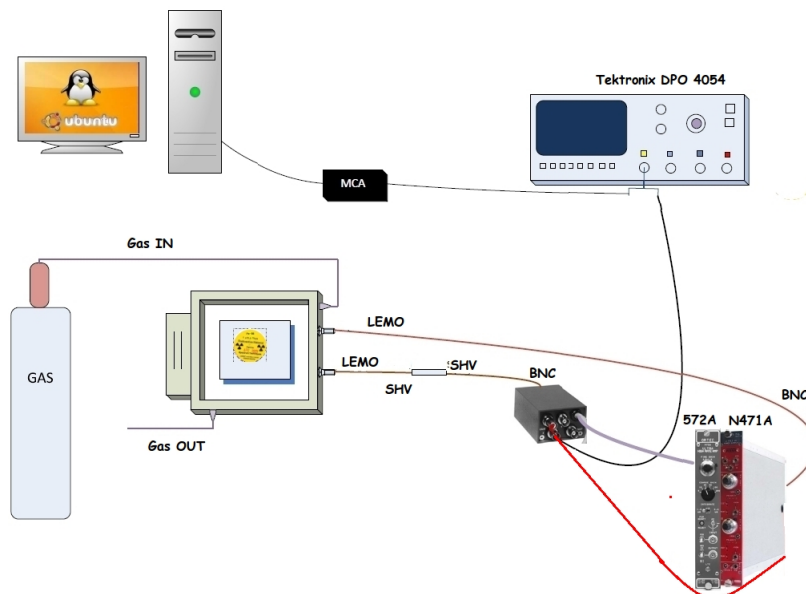 Tektronix DPO 4054
ubuntu
MCA
Gas IN
LEMO
GAS
LEMO
SHV
BNC
SHV
BNC
572A N471A
Gas OUT